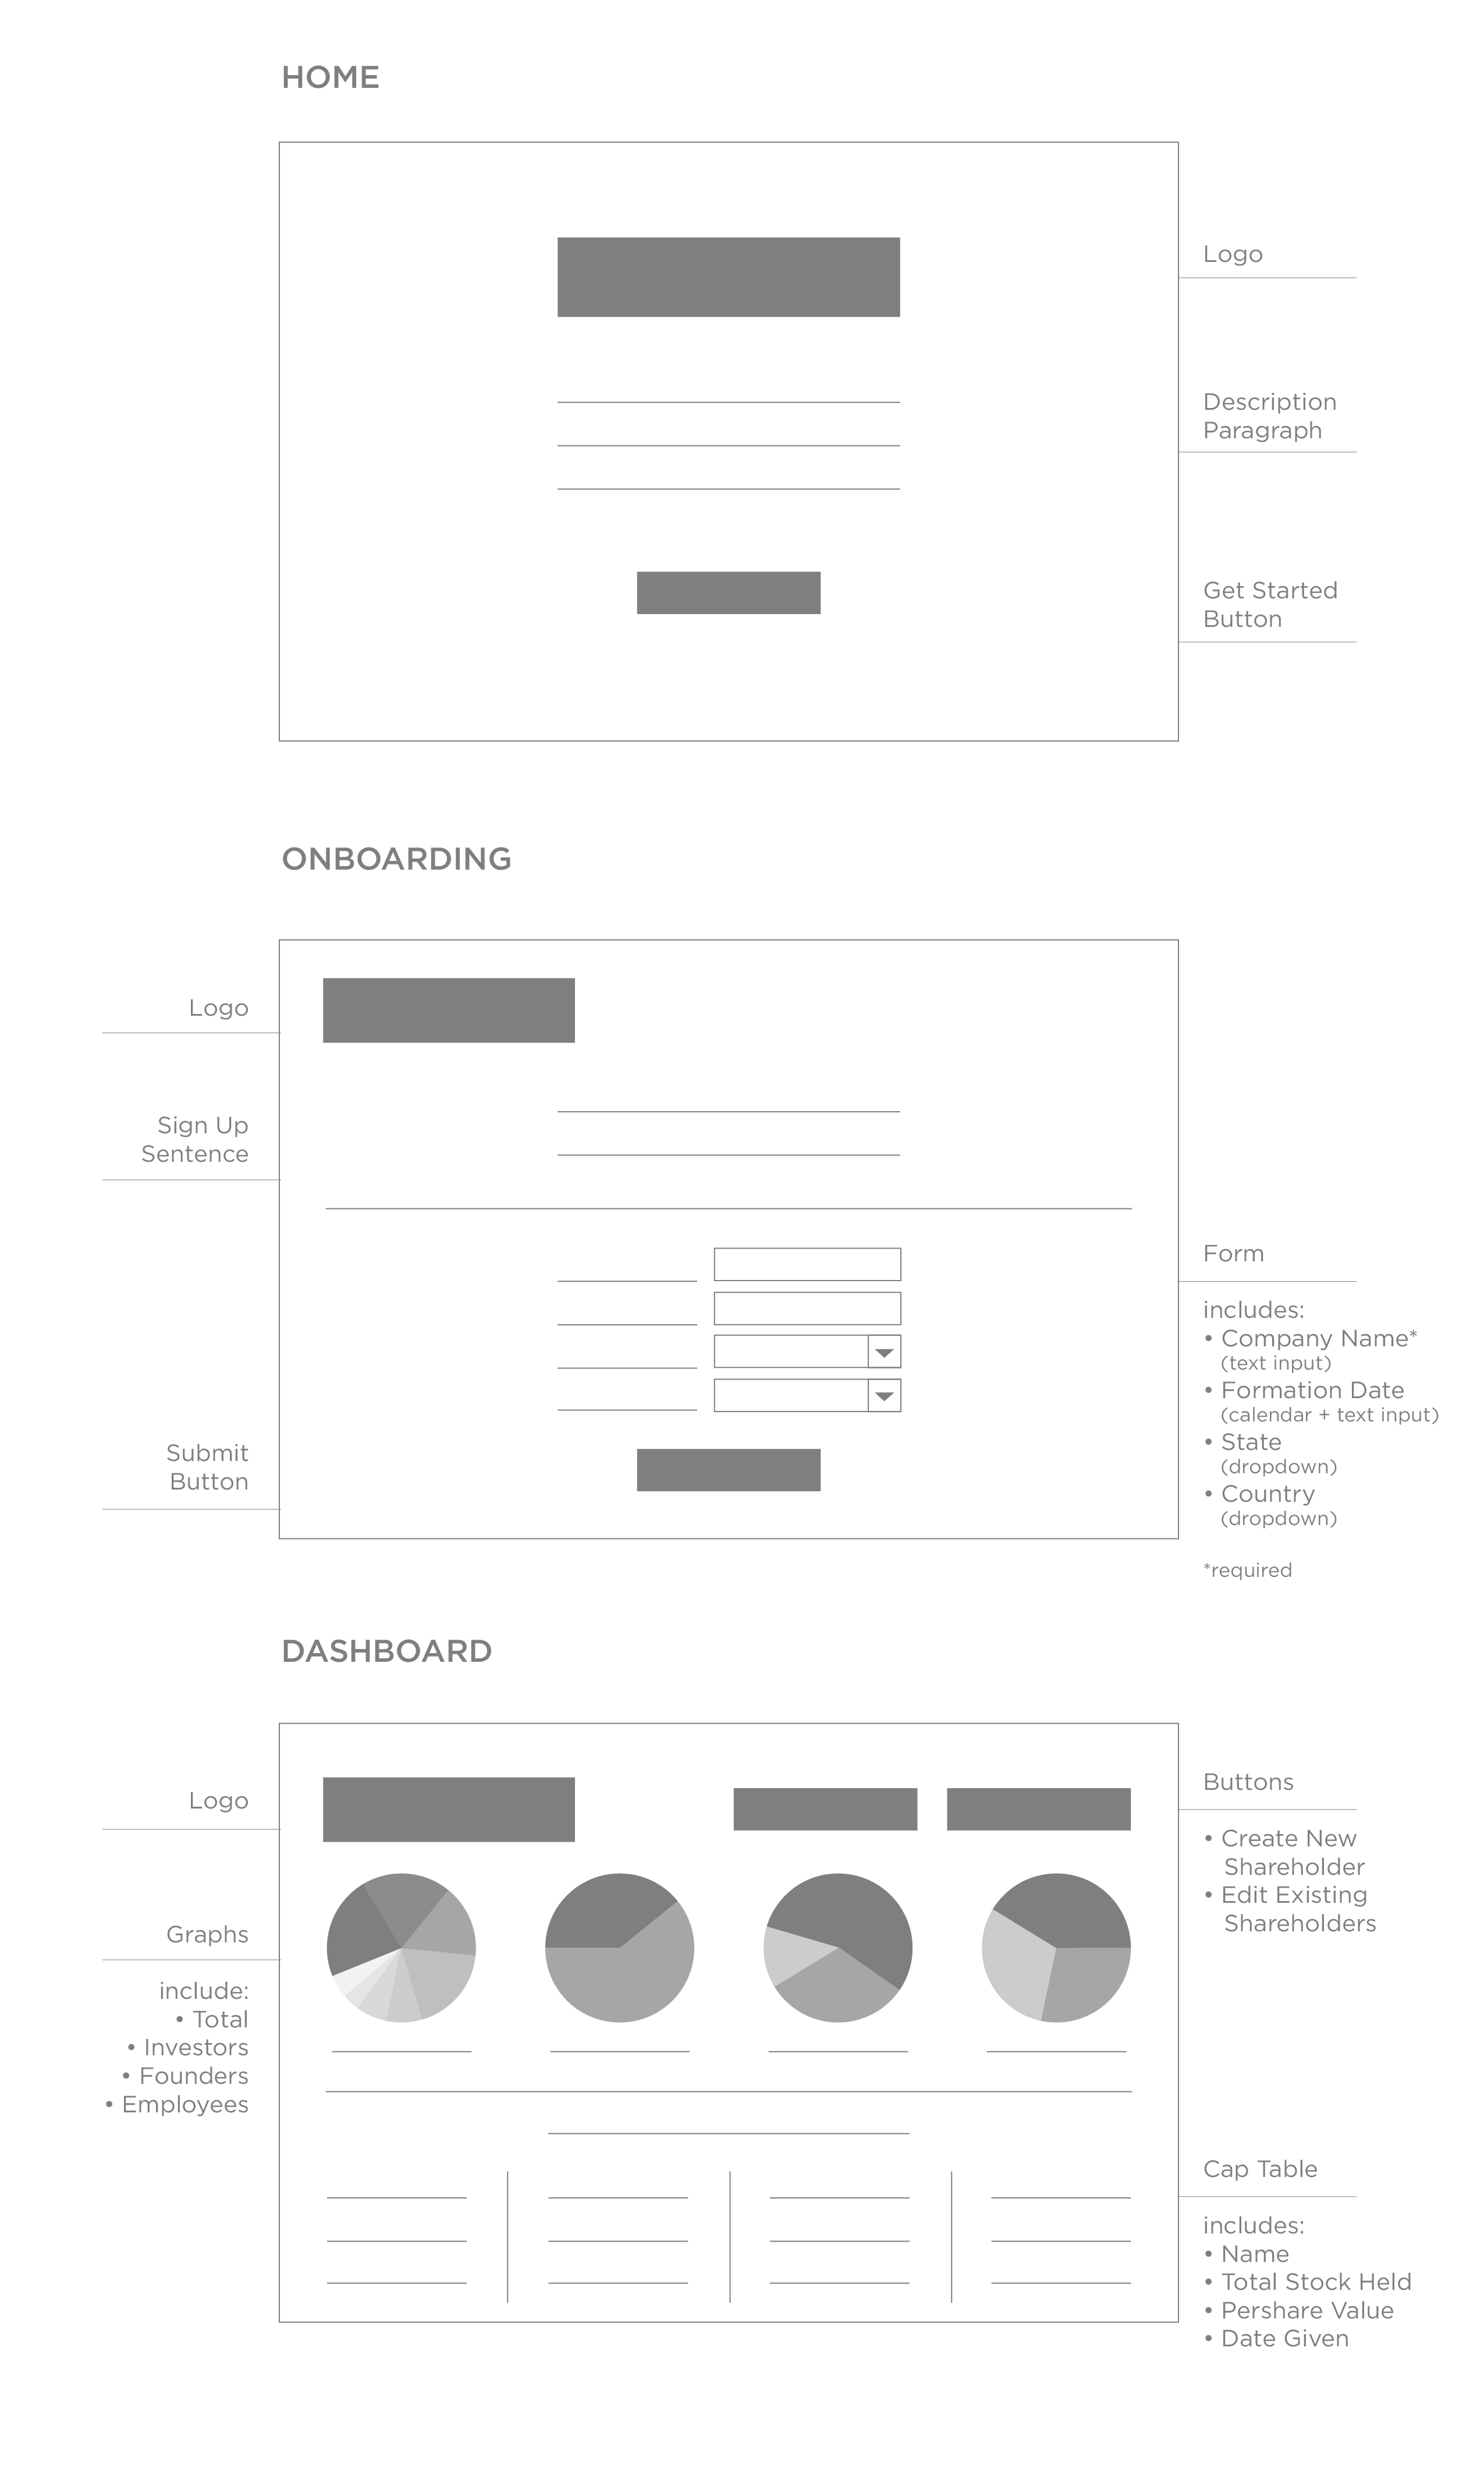 HOME
Logo
Description
Paragraph
Get Started
Button
ONBOARDING
Logo
Sign Up
Sentence
Submit
Button
Form
includes:
• Company Name*
(text input)
• Formation Date
(calendar + text input)
• State
(dropdown)
• Country
(dropdown)
*required
DASHBOARD
Logo
Graphs
include:
• Total
• Investors
• Founders
• Employees
Buttons
• Create New
Shareholder
• Edit Existing
Shareholders
Cap Table
includes:
• Name
• Total Stock Held
• Pershare Value
• Date Given